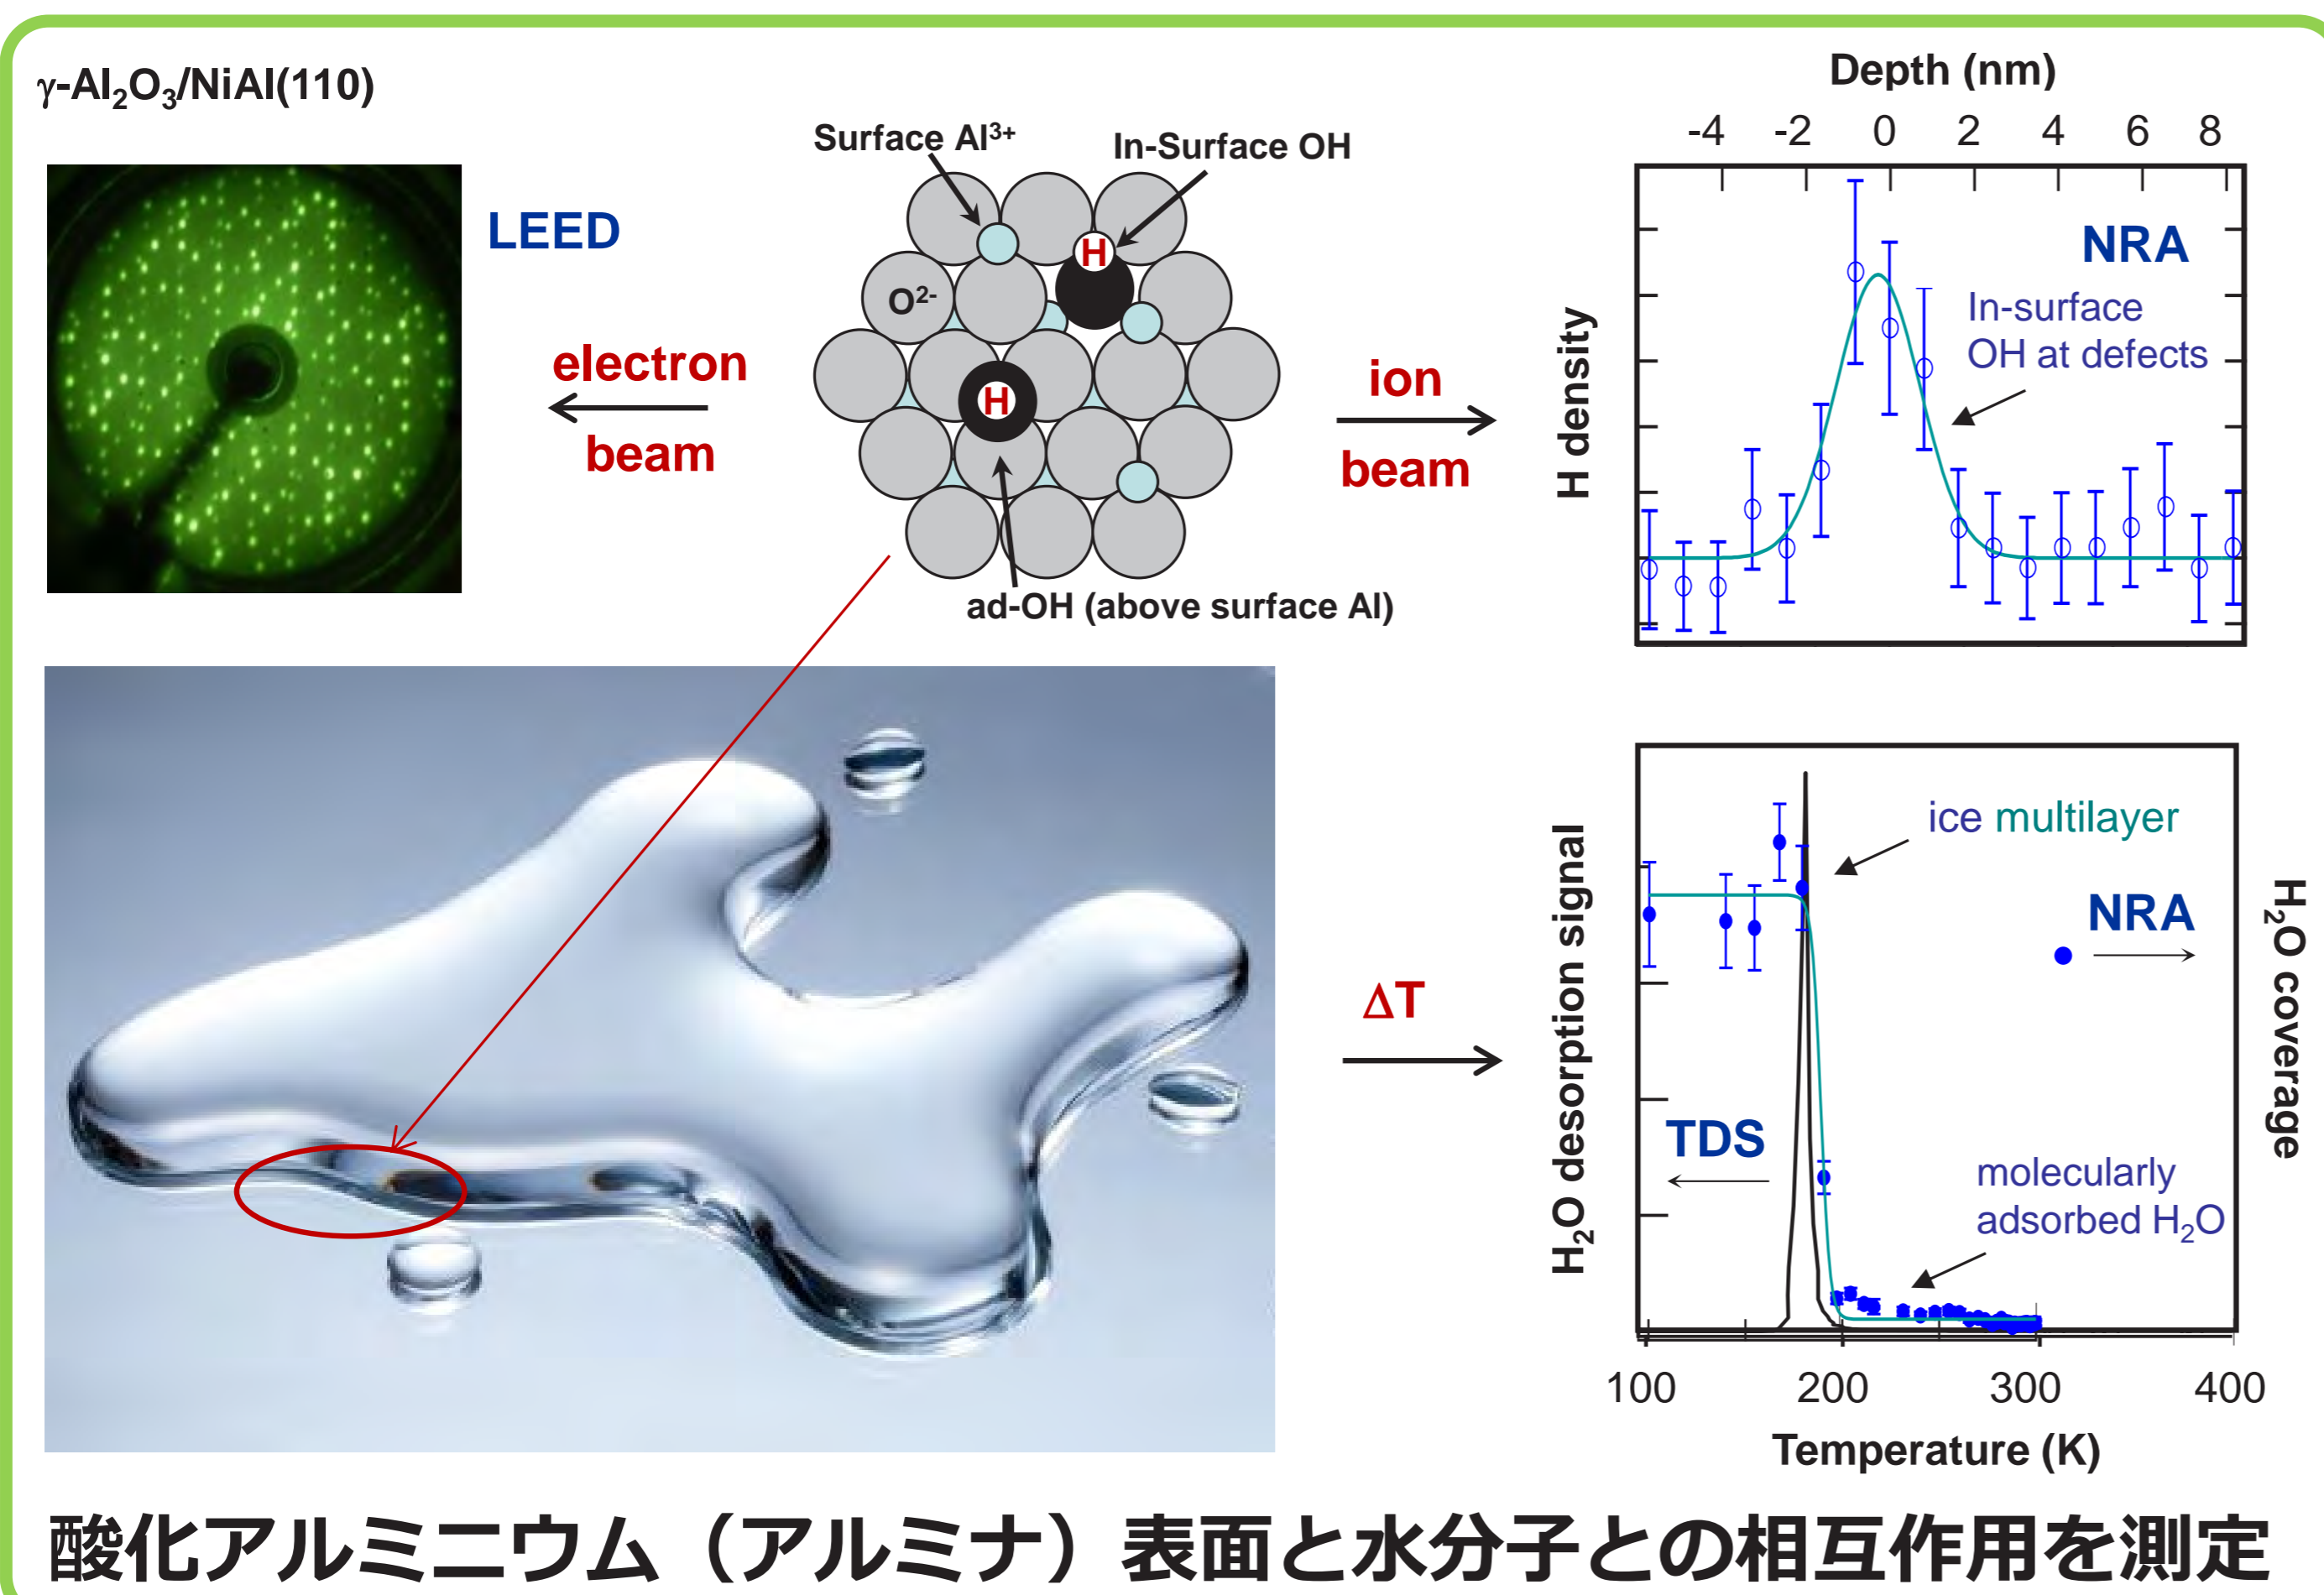 γ-Al₂O₃/NiAl(110)
LEED
electron
beam
Surface Al³⁺
In-Surface OH
H
O²⁻
H
ad-OH (above surface Al)
ion
beam
Depth (nm)
-4 -2 0 2 4 6 8
H density
NRA
In-surface
OH at defects
ΔT
H₂O desorption signal
ice multilayer
NRA
TDS
molecularly
adsorbed H₂O
H₂O coverage
100 200 300 400
Temperature (K)
酸化アルミニウム（アルミナ）表面と水分子との相互作用を測定